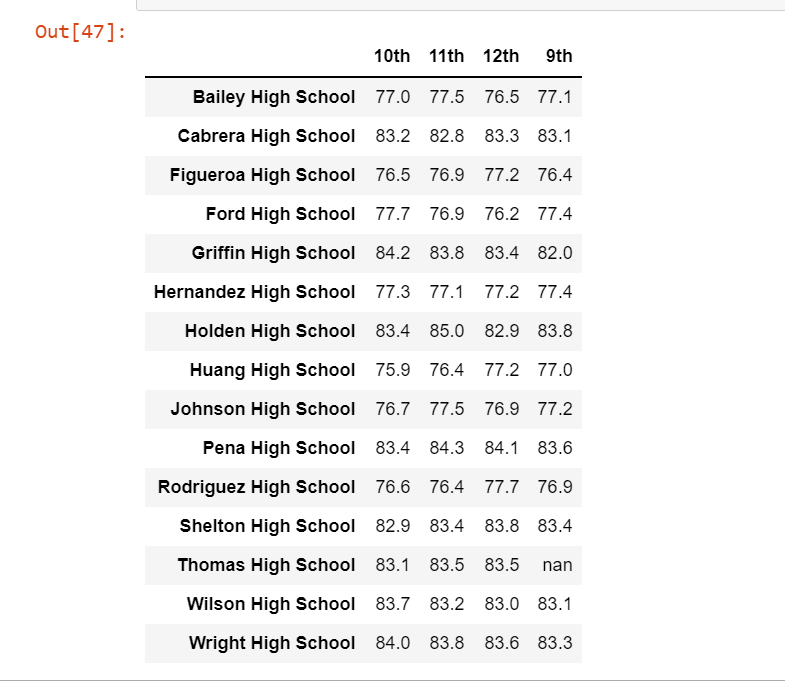 Out[47]:
10th 11th 12th 9th
Bailey High School 77.0 77.5 76.5 77.1
Cabrera High School 83.2 82.8 83.3 83.1
Figueroa High School 76.5 76.9 77.2 76.4
Ford High School 77.7 76.9 76.2 77.4
Griffin High School 84.2 83.8 83.4 82.0
Hernandez High School 77.3 77.1 77.2 77.4
Holden High School 83.4 85.0 82.9 83.8
Huang High School 75.9 76.4 77.2 77.0
Johnson High School 76.7 77.5 76.9 77.2
Pena High School 83.4 84.3 84.1 83.6
Rodriguez High School 76.6 76.4 77.7 76.9
Shelton High School 82.9 83.4 83.8 83.4
Thomas High School 83.1 83.5 83.5 nan
Wilson High School 83.7 83.2 83.0 83.1
Wright High School 84.0 83.8 83.6 83.3